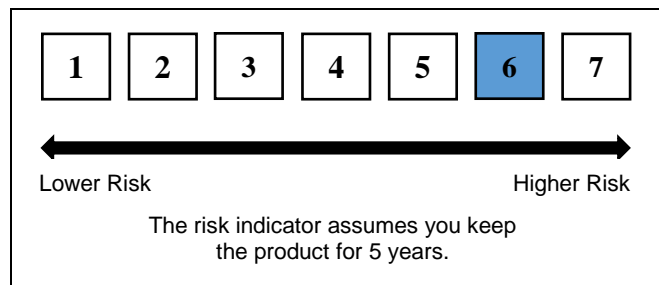 1 2 3 4 5 6 7
Lower Risk Higher Risk
The risk indicator assumes you keep
the product for 5 years.